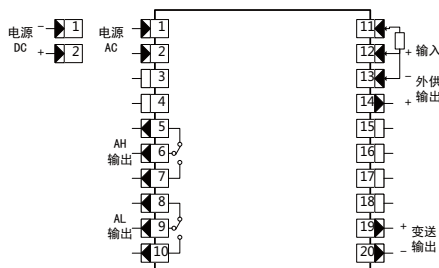 电源 DC
- 1
+ 2
电源 AC
1
2
3
4
5
AH 输出
6
7
8
AL 输出
9
10
11
12 + 输入
13 - 外供
14 + 输出
15
16
17
18
19 + 变送
20 - 输出